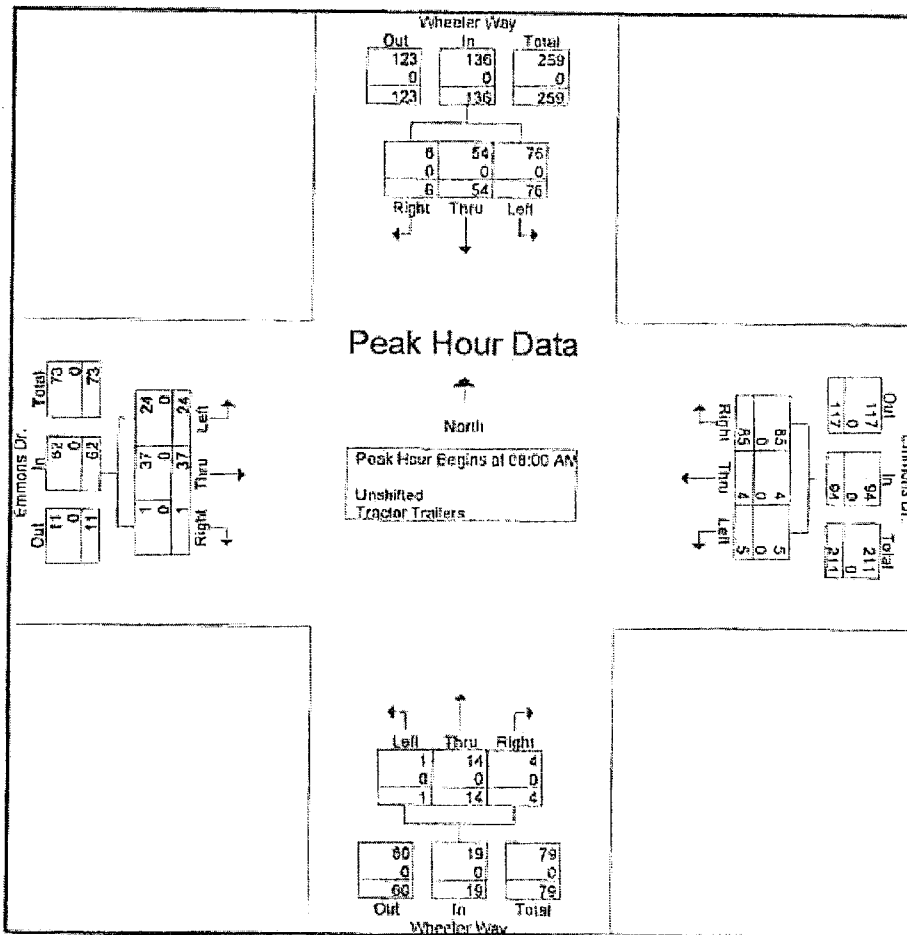 Wheeler Way
Out In Total
123 136 259
0 0 0
123 136 259
6 54 76
0 0 0
6 54 76
Right Thru Left
Peak Hour Data
North
Peak Hour Begins at 08:00 AM
Unshifted
Tractor Trailers
Emmons Dr.
Total In Out
73 62 11
0 0 0
73 62 11
Left Thru Right
24 37 1
0 0 0
24 37 1
Right Thru Left
85 4 5
0 0 0
85 4 5
Out In Total
117 94 211
0 0 0
117 94 211
Left Thru Right
1 14 4
0 0 0
1 14 4
60 19 79
0 0 0
60 19 79
Out In Total
Wheeler Way